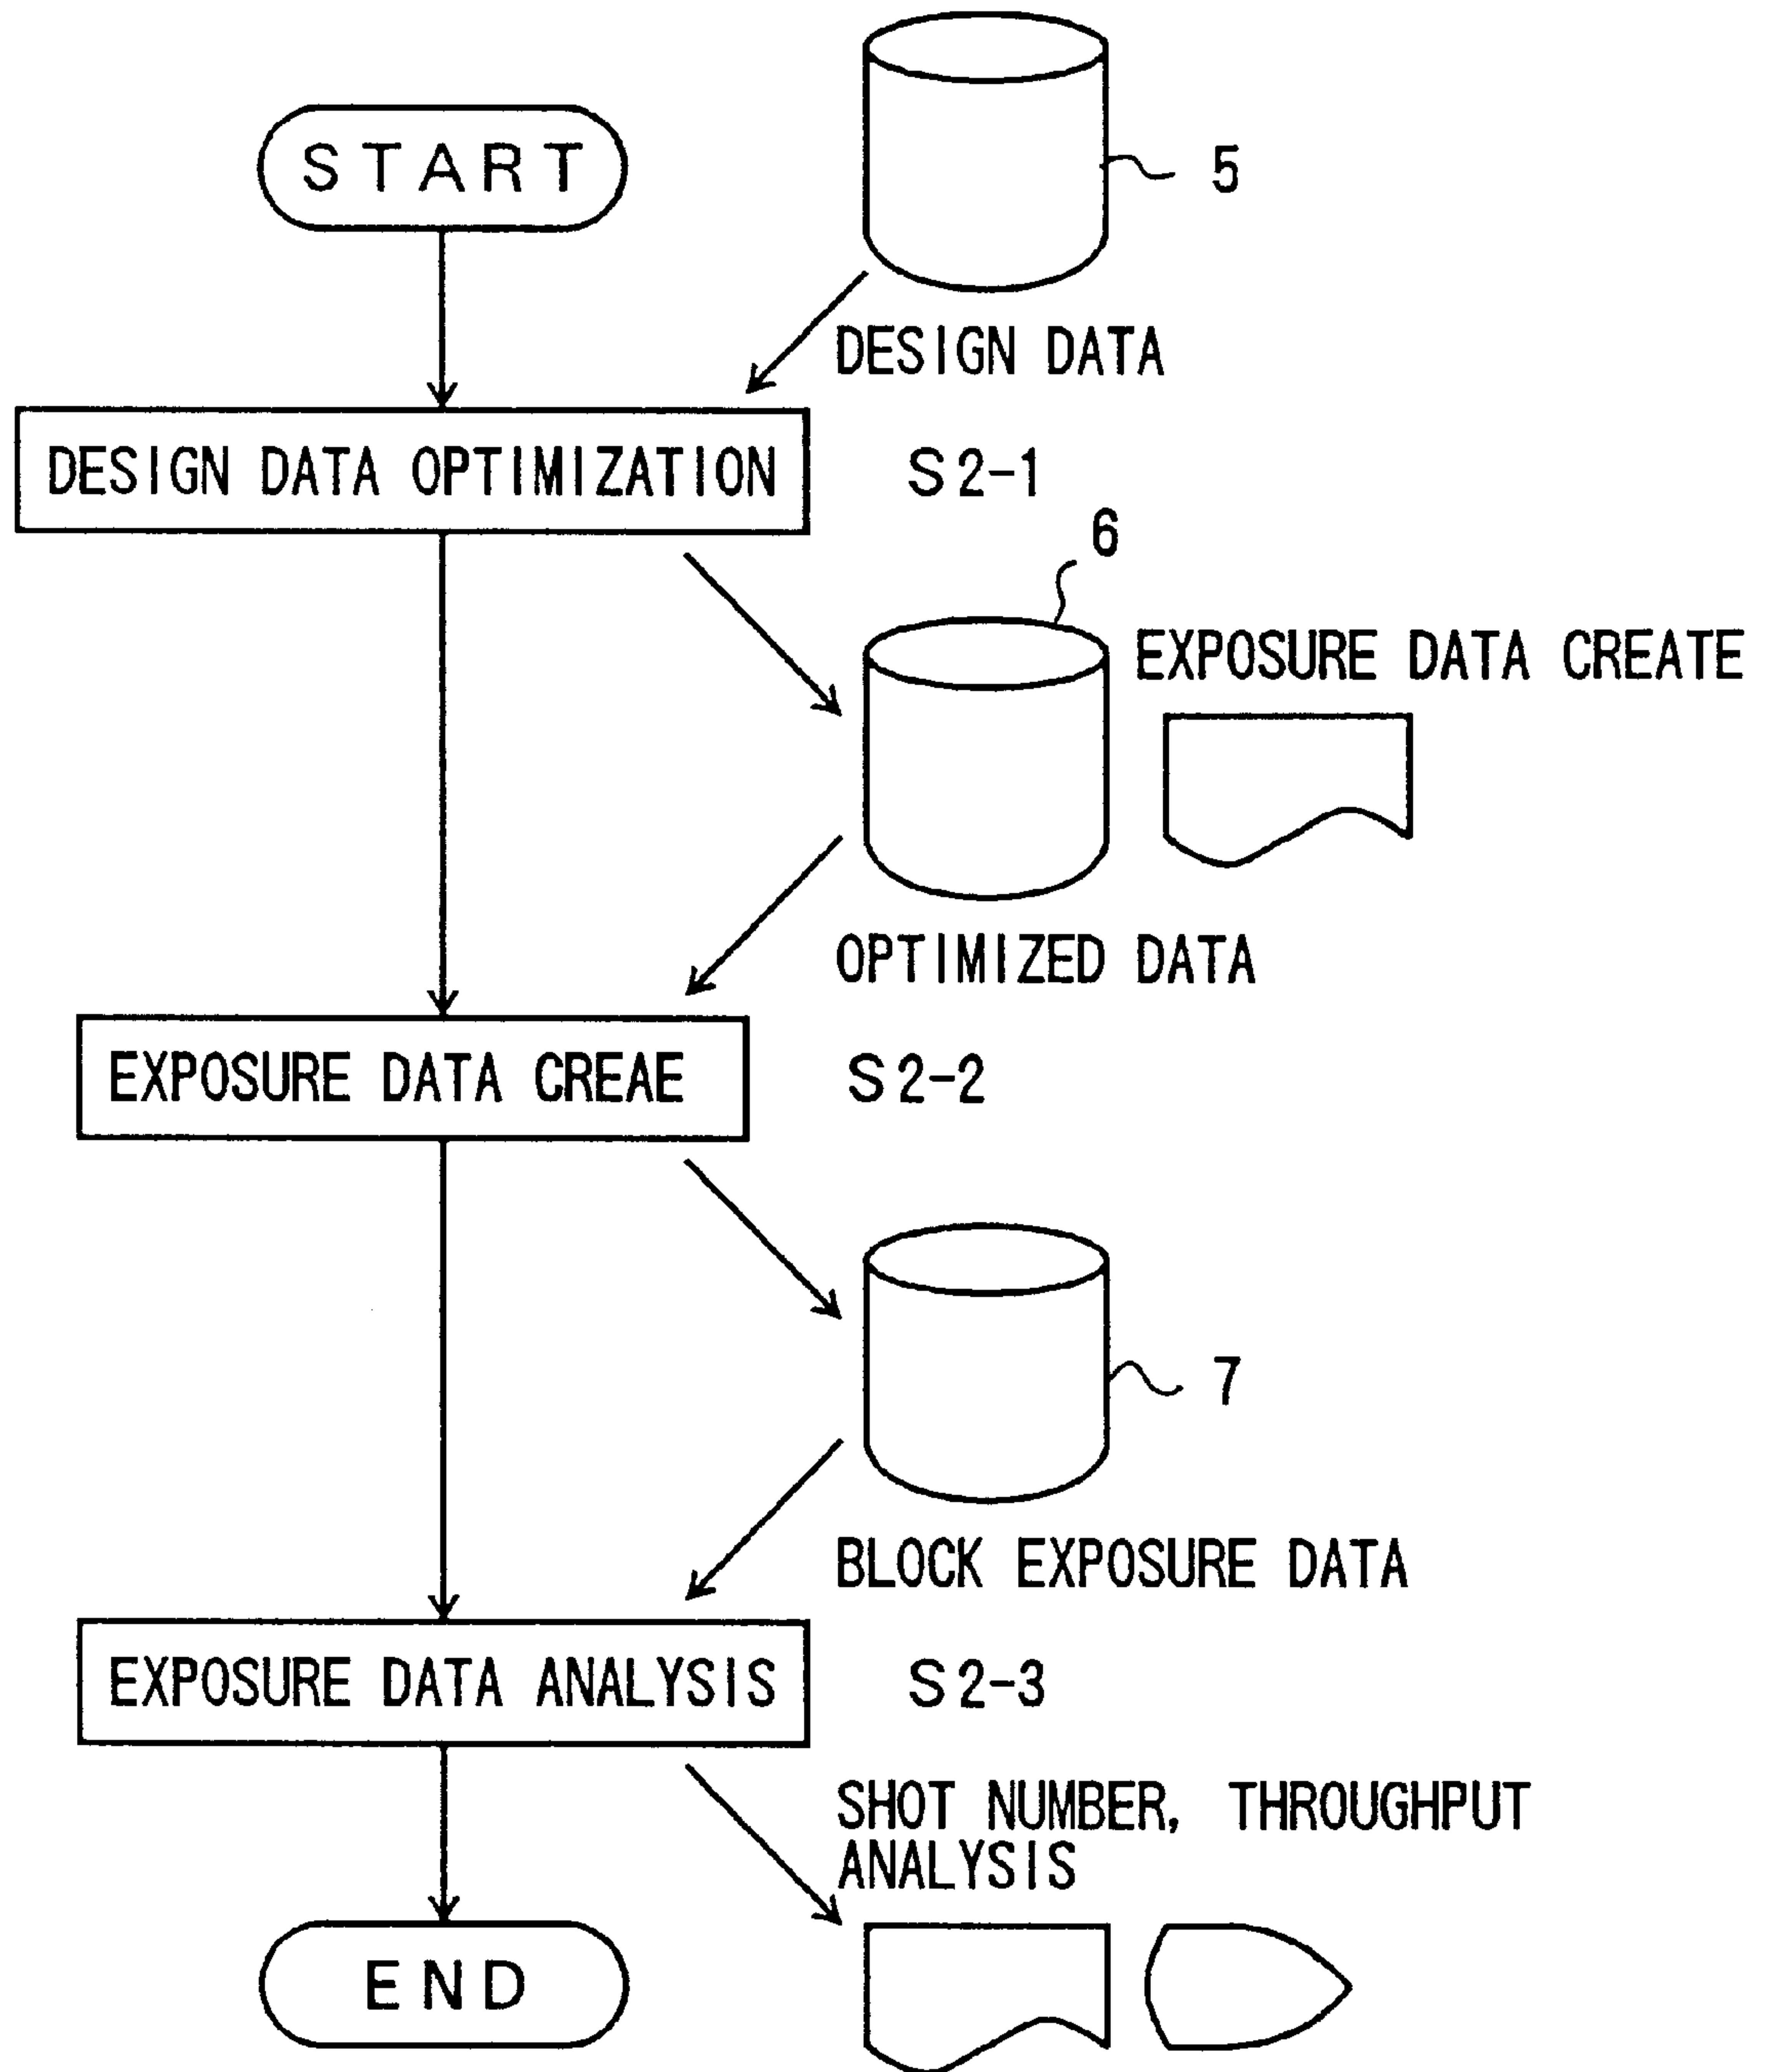 START
5
DESIGN DATA
DESIGN DATA OPTIMIZATION
S2-1
6
EXPOSURE DATA CREATE
OPTIMIZED DATA
EXPOSURE DATA CREAE
S2-2
7
BLOCK EXPOSURE DATA
EXPOSURE DATA ANALYSIS
S2-3
SHOT NUMBER, THROUGHPUT
ANALYSIS
END